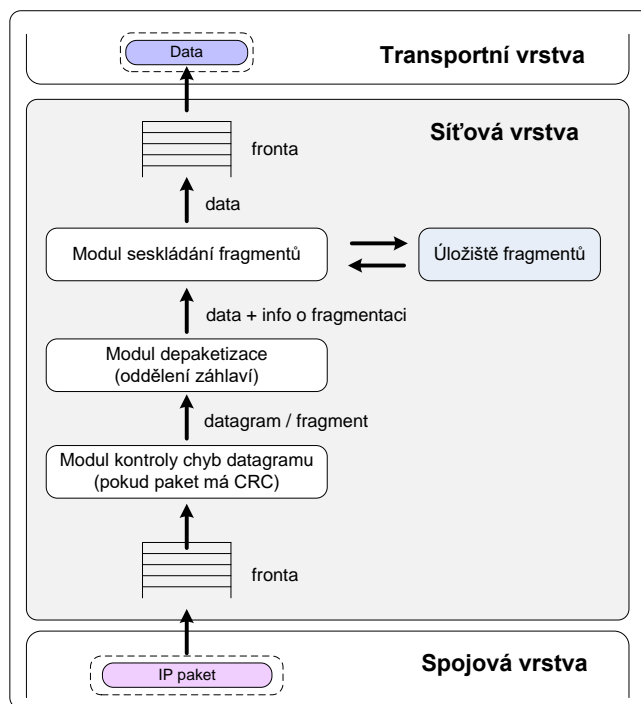 Data
Transportní vrstva
Síťová vrstva
fronta
data
Modul seskládání fragmentů
Úložiště fragmentů
data + info o fragmentaci
Modul depaketizace
(oddělení záhlaví)
datagram / fragment
Modul kontroly chyb datagramu
(pokud paket má CRC)
fronta
Spojová vrstva
IP paket